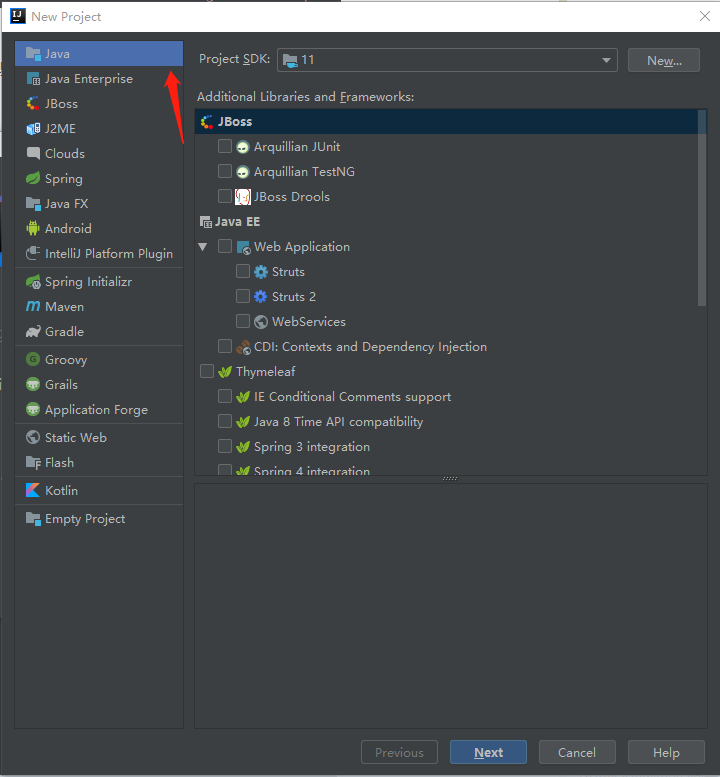 New Project
Java
Java Enterprise
JBoss
J2ME
Clouds
Spring
Java FX
Android
IntelliJ Platform Plugin
Spring Initializr
Maven
Gradle
Groovy
Grails
Application Forge
Static Web
Flash
Kotlin
Empty Project
Project SDK: 11 New...
Additional Libraries and Frameworks:
JBoss
Arquillian JUnit
Arquillian TestNG
JBoss Drools
Java EE
Web Application
Struts
Struts 2
WebServices
CDI: Contexts and Dependency Injection
Thymeleaf
IE Conditional Comments support
Java 8 Time API compatibility
Spring 3 integration
Spring 4 integration
Previous Next Cancel Help